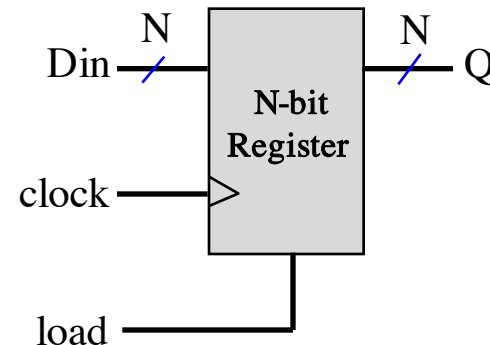 N
N
Din
Q
N-bit
Register
clock
load